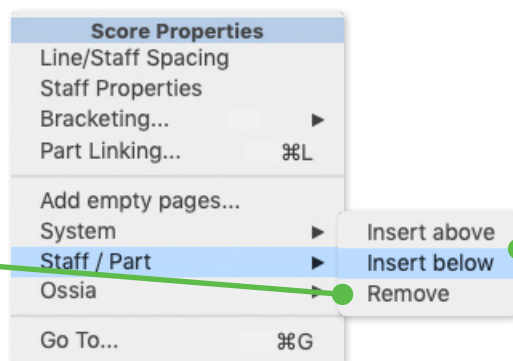 Score Properties
Line/Staff Spacing
Staff Properties
Bracketing... ▶
Part Linking... ⌘L
Add empty pages...
System ▶
Staff / Part ▶
Ossia ▶
Go To... ⌘G
Insert above
Insert below
Remove